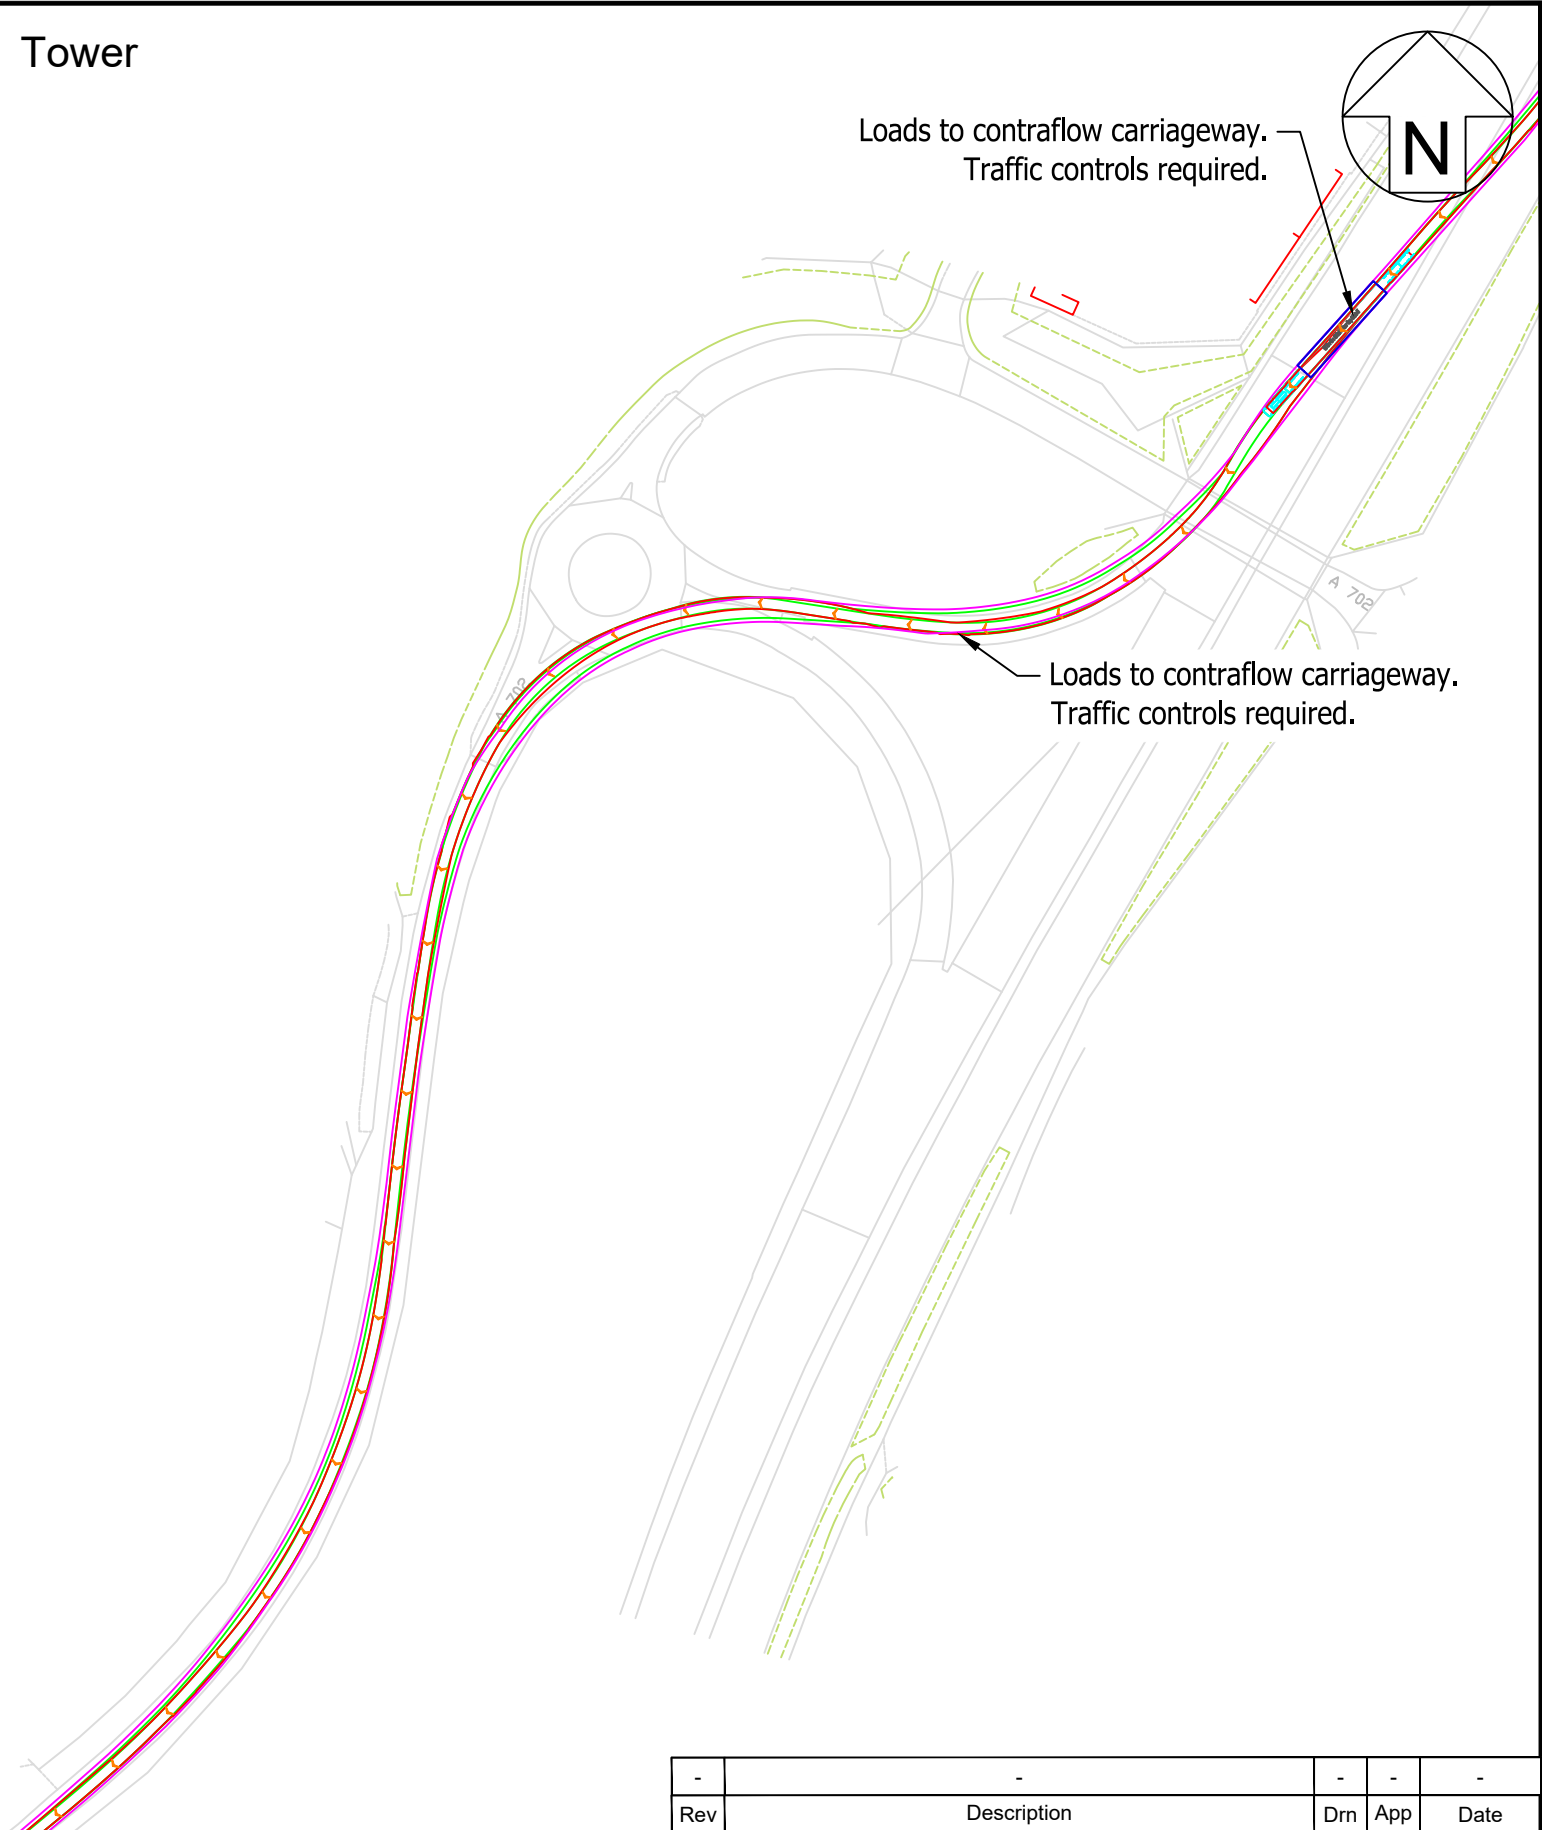 Tower
Loads to contraflow carriageway.
Traffic controls required.
N
A 702
Loads to contraflow carriageway.
Traffic controls required.
A 702
- - - - -
Rev Description Drn App Date